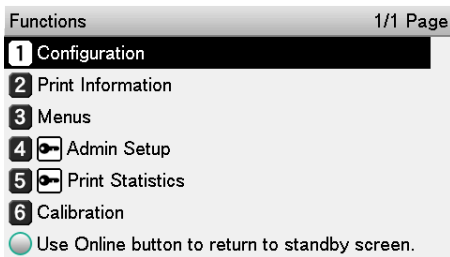 Functions 1/1 Page
1 Configuration
2 Print Information
3 Menus
4 Admin Setup
5 Print Statistics
6 Calibration
Use Online button to return to standby screen.